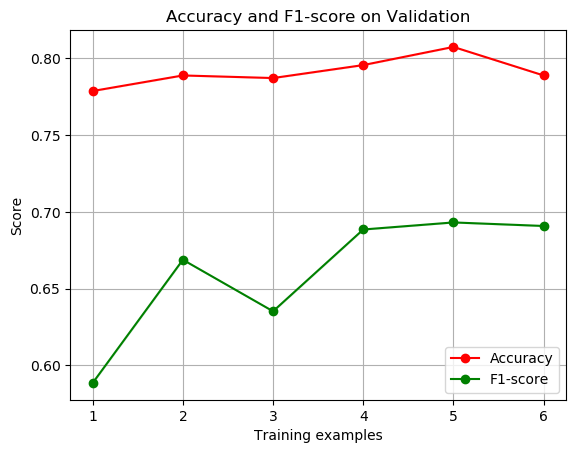 Accuracy and F1-score on Validation
Score
0.80
0.75
0.70
0.65
0.60
1 2 3 4 5 6
Training examples
Accuracy
F1-score